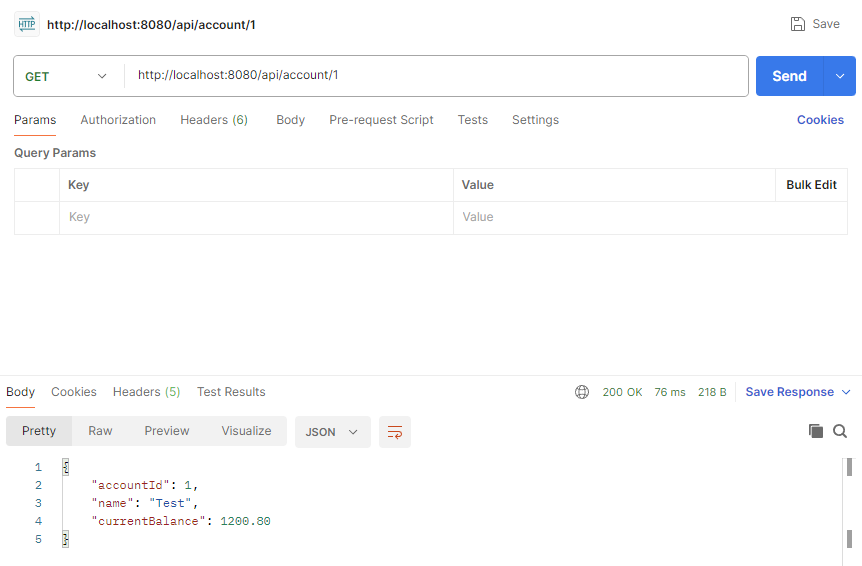 HTTP http://localhost:8080/api/account/1 Save
GET http://localhost:8080/api/account/1 Send
Params Authorization Headers (6) Body Pre-request Script Tests Settings Cookies
Query Params
Key Value Bulk Edit
Key Value
Body Cookies Headers (5) Test Results 200 OK 76 ms 218 B Save Response
Pretty Raw Preview Visualize JSON
1 {
2 "accountId": 1,
3 "name": "Test",
4 "currentBalance": 1200.80
5 }